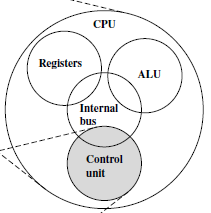 CPU
Registers
ALU
Internal
bus
Control
unit